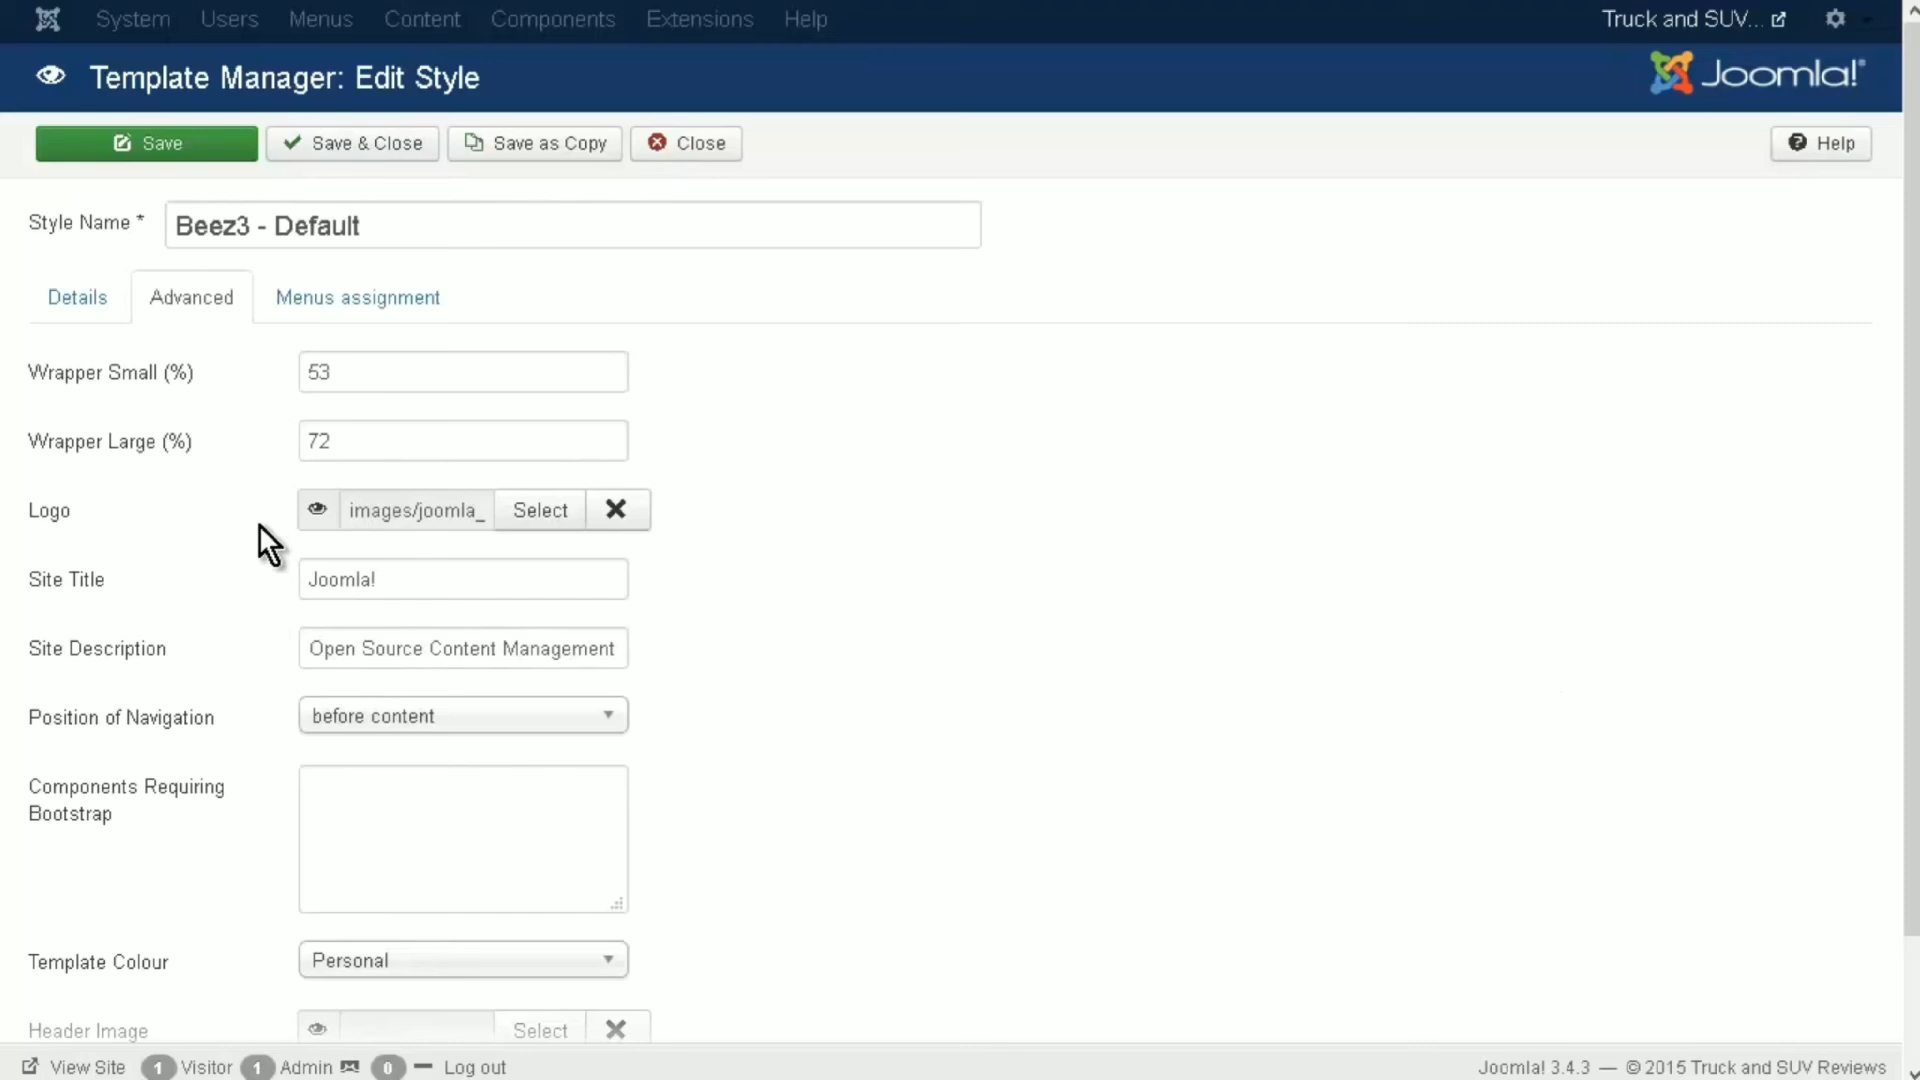 System Users Menus Content Components Extensions Help Truck and SUV...
Template Manager: Edit Style Joomla!®
Save Save & Close Save as Copy Close Help
Style Name * Beez3 - Default
Details Advanced Menus assignment
Wrapper Small (%) 53
Wrapper Large (%) 72
Logo images/joomla_ Select
Site Title Joomla!
Site Description Open Source Content Management
Position of Navigation before content
Components Requiring
Bootstrap
Template Colour Personal
Header Image Select
View Site 1 Visitor 1 Admin 0 Log out Joomla! 3.4.3 — © 2015 Truck and SUV Reviews